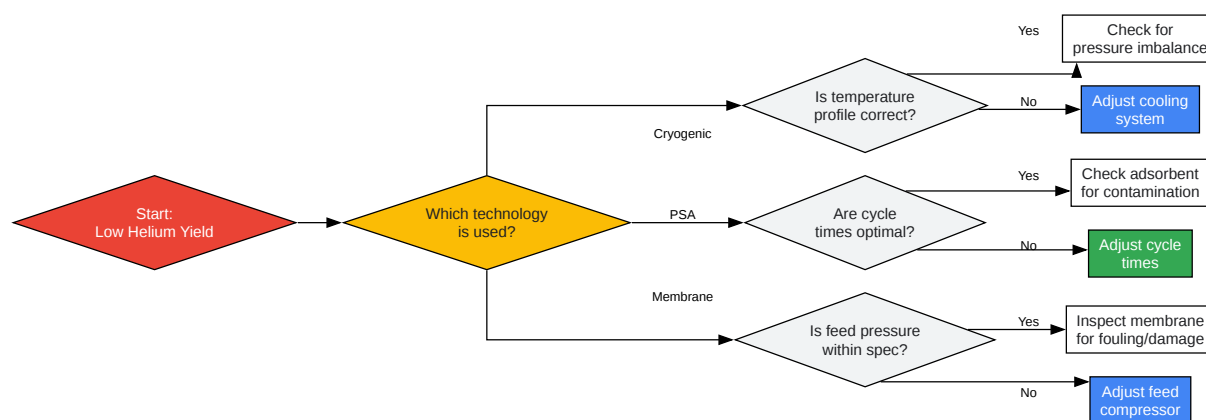 Start:
Low Helium Yield
Which technology
is used?
Cryogenic
PSA
Membrane
Is temperature
profile correct?
Yes
Check for
pressure imbalance
No
Adjust cooling
system
Are cycle
times optimal?
Yes
Check adsorbent
for contamination
No
Adjust cycle
times
Is feed pressure
within spec?
Yes
Inspect membrane
for fouling/damage
No
Adjust feed
compressor